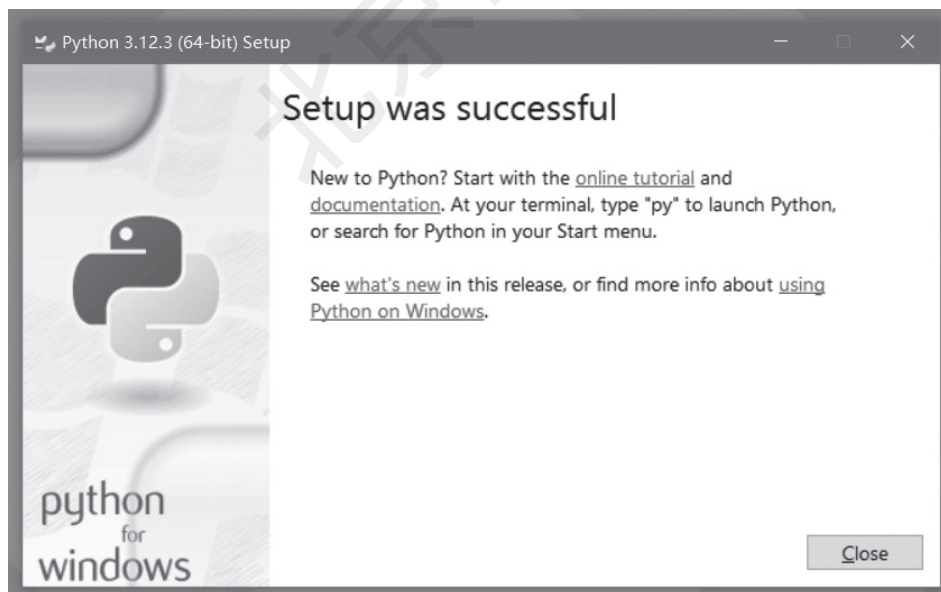 北京
Python 3.12.3 (64-bit) Setup
Setup was successful
New to Python? Start with the online tutorial and
documentation. At your terminal, type "py" to launch Python,
or search for Python in your Start menu.
See what's new in this release, or find more info about using
Python on Windows.
python
for
windows
Close